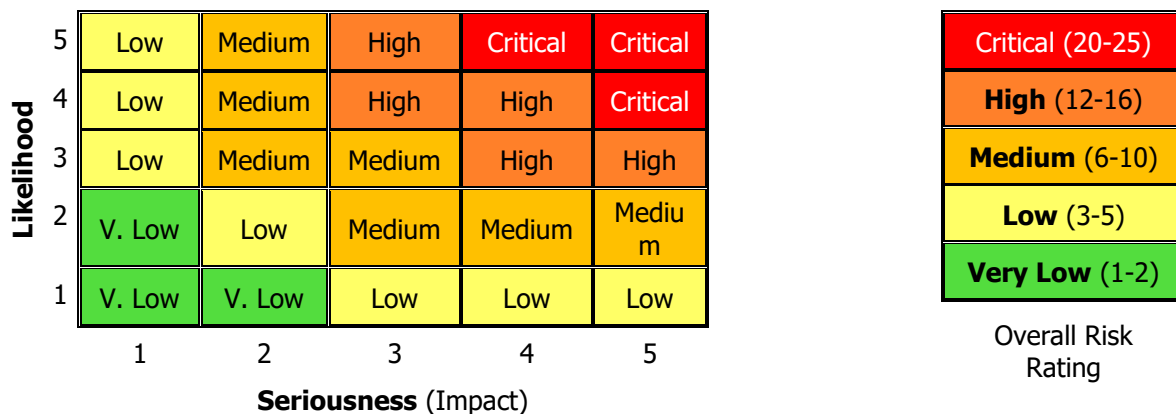 5 Low Medium High Critical Critical
4 Low Medium High High Critical
3 Low Medium Medium High High
2 V. Low Low Medium Medium Mediu
m
1 V. Low V. Low Low Low Low
Likelihood
1 2 3 4 5
Seriousness (Impact)
Critical (20-25)
High (12-16)
Medium (6-10)
Low (3-5)
Very Low (1-2)
Overall Risk
Rating